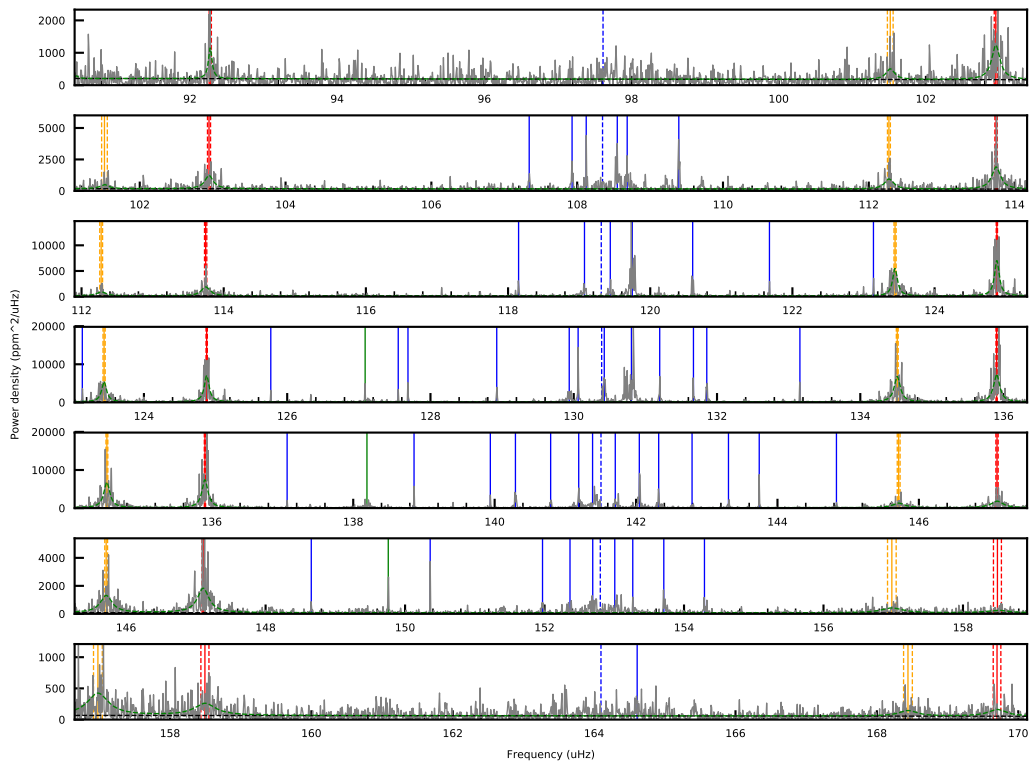 2000
1000
0
92 94 96 98 100 102
5000
2500
0
102 104 106 108 110 112 114
10000
5000
0
112 114 116 118 120 122 124
20000
10000
0
124 126 128 130 132 134 136
20000
10000
0
136 138 140 142 144 146
4000
2000
0
146 148 150 152 154 156 158
1000
500
0
158 160 162 164 166 168 170
Power density (ppm^2/uHz)
Frequency (uHz)